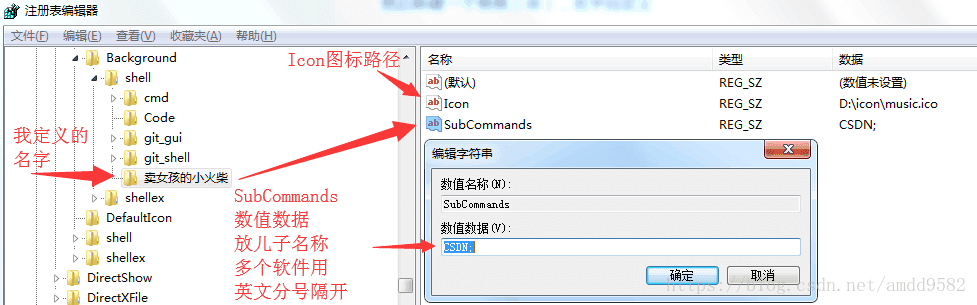 注册表编辑器
文件(F) 编辑(E) 查看(V) 收藏夹(A) 帮助(H)
Background
shell
cmd
Code
git_gui
git_shell
卖女孩的小火柴
shellex
DefaultIcon
shell
shellex
DirectShow
DirectXFile
我定义的
名字
Icon图标路径
SubCommands
数值数据
放儿子名称
多个软件用
英文分号隔开
名称 类型 数据
(默认) REG_SZ (数值未设置)
Icon REG_SZ D:\icon\music.ico
SubCommands REG_SZ CSDN;
编辑字符串
数值名称(N):
SubCommands
数值数据(V):
CSDN;
确定 取消
https://blog.csdn.net/amdd9582